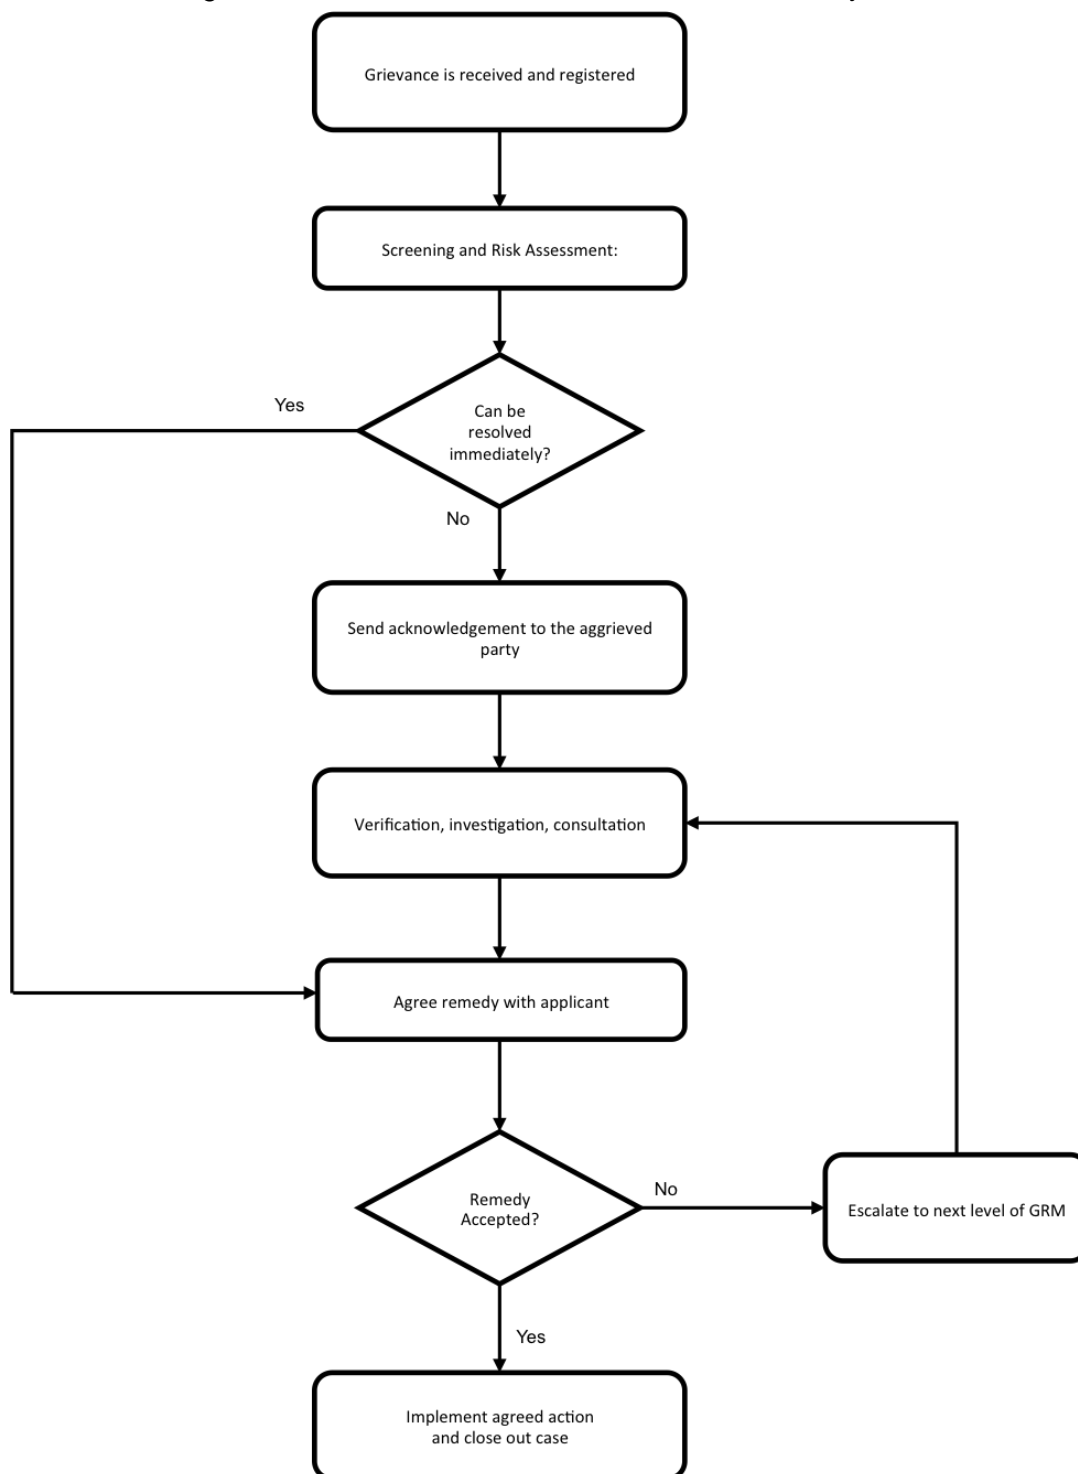 Grievance is received and registered
Screening and Risk Assessment:
Yes
Can be
resolved
immediately?
No
Send acknowledgement to the aggrieved
party
Verification, investigation, consultation
Agree remedy with applicant
Remedy
Accepted?
No
Escalate to next level of GRM
Yes
Implement agreed action
and close out case